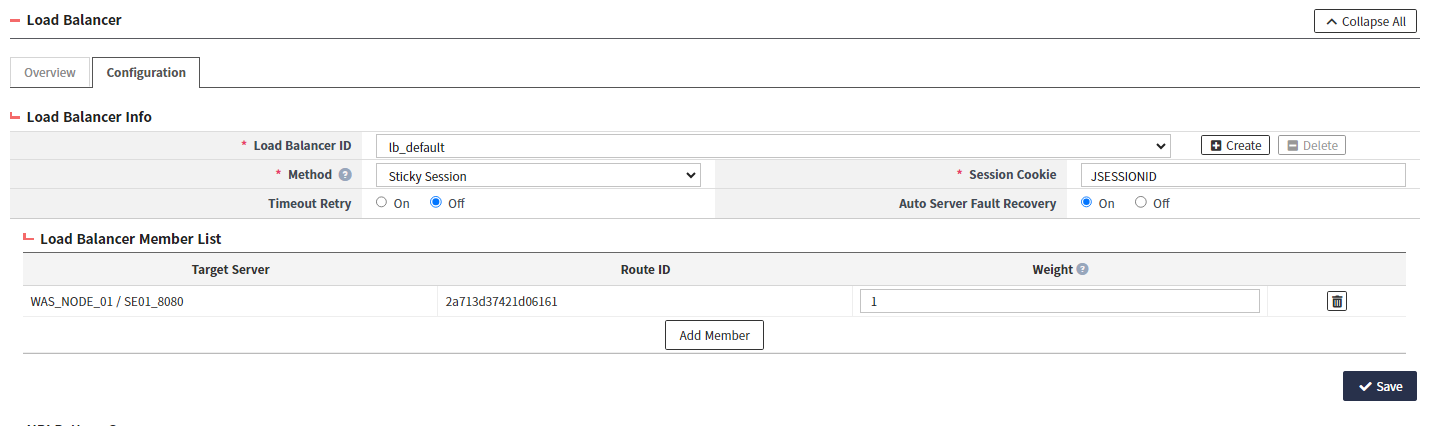 Load Balancer
Collapse All
Overview
Configuration
Load Balancer Info
* Load Balancer ID
lb_default
Create
Delete
* Method ?
Sticky Session
* Session Cookie
JSESSIONID
Timeout Retry
On
Off
Auto Server Fault Recovery
On
Off
Load Balancer Member List
Target Server
Route ID
Weight ?
WAS_NODE_01 / SE01_8080
2a713d37421d06161
1
Add Member
Save